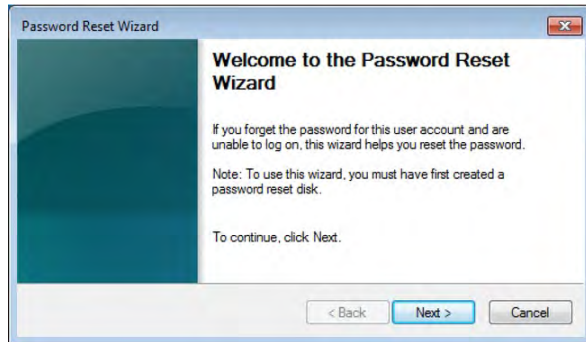 Password Reset Wizard
Welcome to the Password Reset
Wizard
If you forget the password for this user account and are
unable to log on, this wizard helps you reset the password.
Note: To use this wizard, you must have first created a
password reset disk.
To continue, click Next.
< Back Next > Cancel